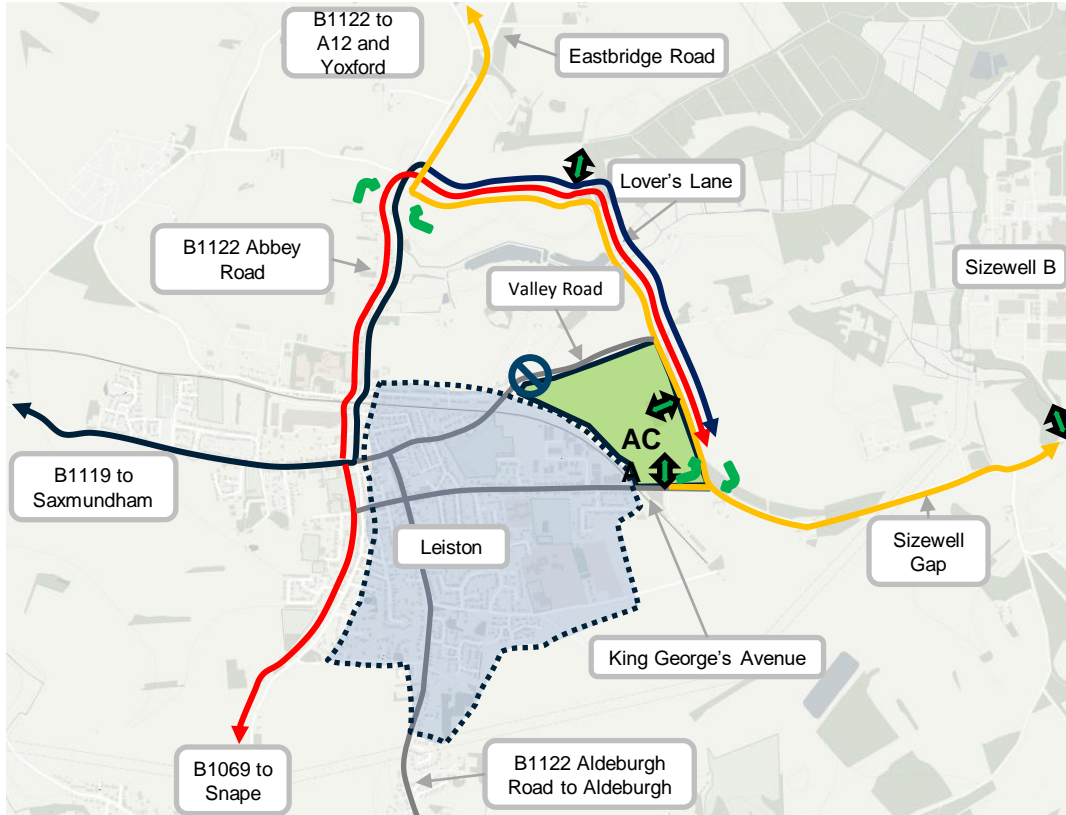 B1122 to
A12 and
Yoxford
Eastbridge Road
Lover's Lane
B1122 Abbey
Road
Sizewell B
Valley Road
AC
A
B1119 to
Saxmundham
Leiston
Sizewell
Gap
King George's Avenue
B1069 to
Snape
B1122 Aldeburgh
Road to Aldeburgh